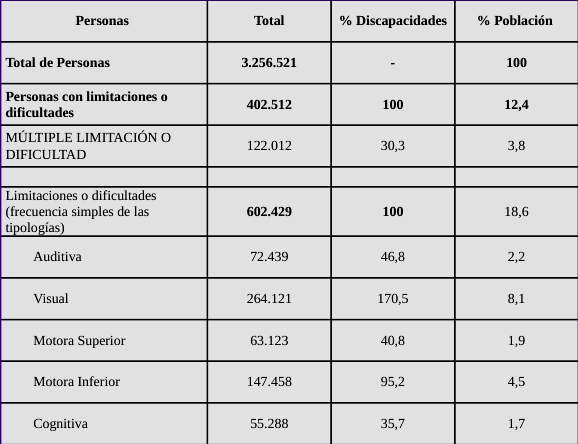 Personas Total % Discapacidades % Población
Total de Personas 3.256.521 - 100
Personas con limitaciones o
dificultades 402.512 100 12,4
MÚLTIPLE LIMITACIÓN O
DIFICULTAD 122.012 30,3 3,8
Limitaciones o dificultades
(frecuencia simples de las 602.429 100 18,6
tipologías)
Auditiva 72.439 46,8 2,2
Visual 264.121 170,5 8,1
Motora Superior 63.123 40,8 1,9
Motora Inferior 147.458 95,2 4,5
Cognitiva 55.288 35,7 1,7